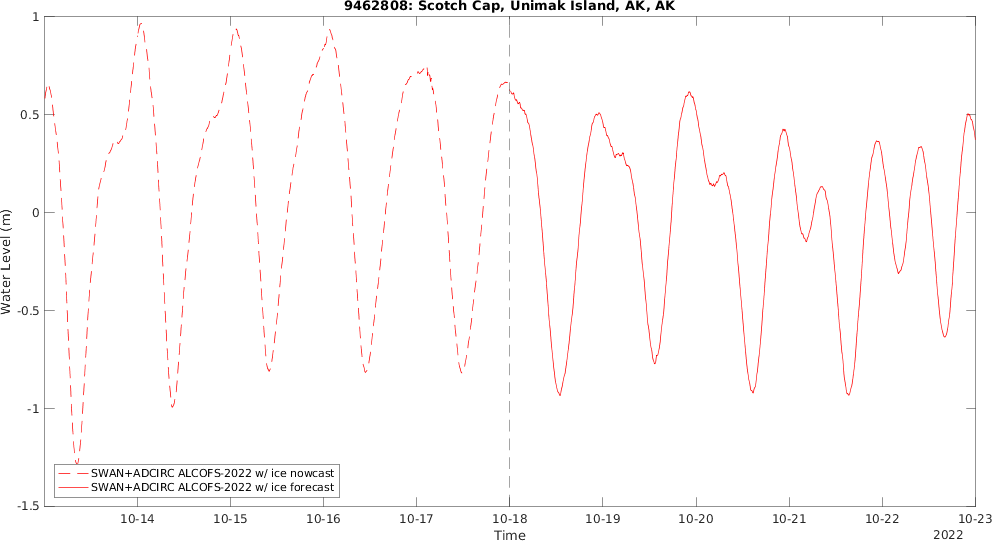 9462808: Scotch Cap, Unimak Island, AK, AK
1
0.5
0
-0.5
-1
-1.5
Water Level (m)
SWAN+ADCIRC ALCOFS-2022 w/ ice nowcast
SWAN+ADCIRC ALCOFS-2022 w/ ice forecast
10-14 10-15 10-16 10-17 10-18 10-19 10-20 10-21 10-22 10-23
Time
2022